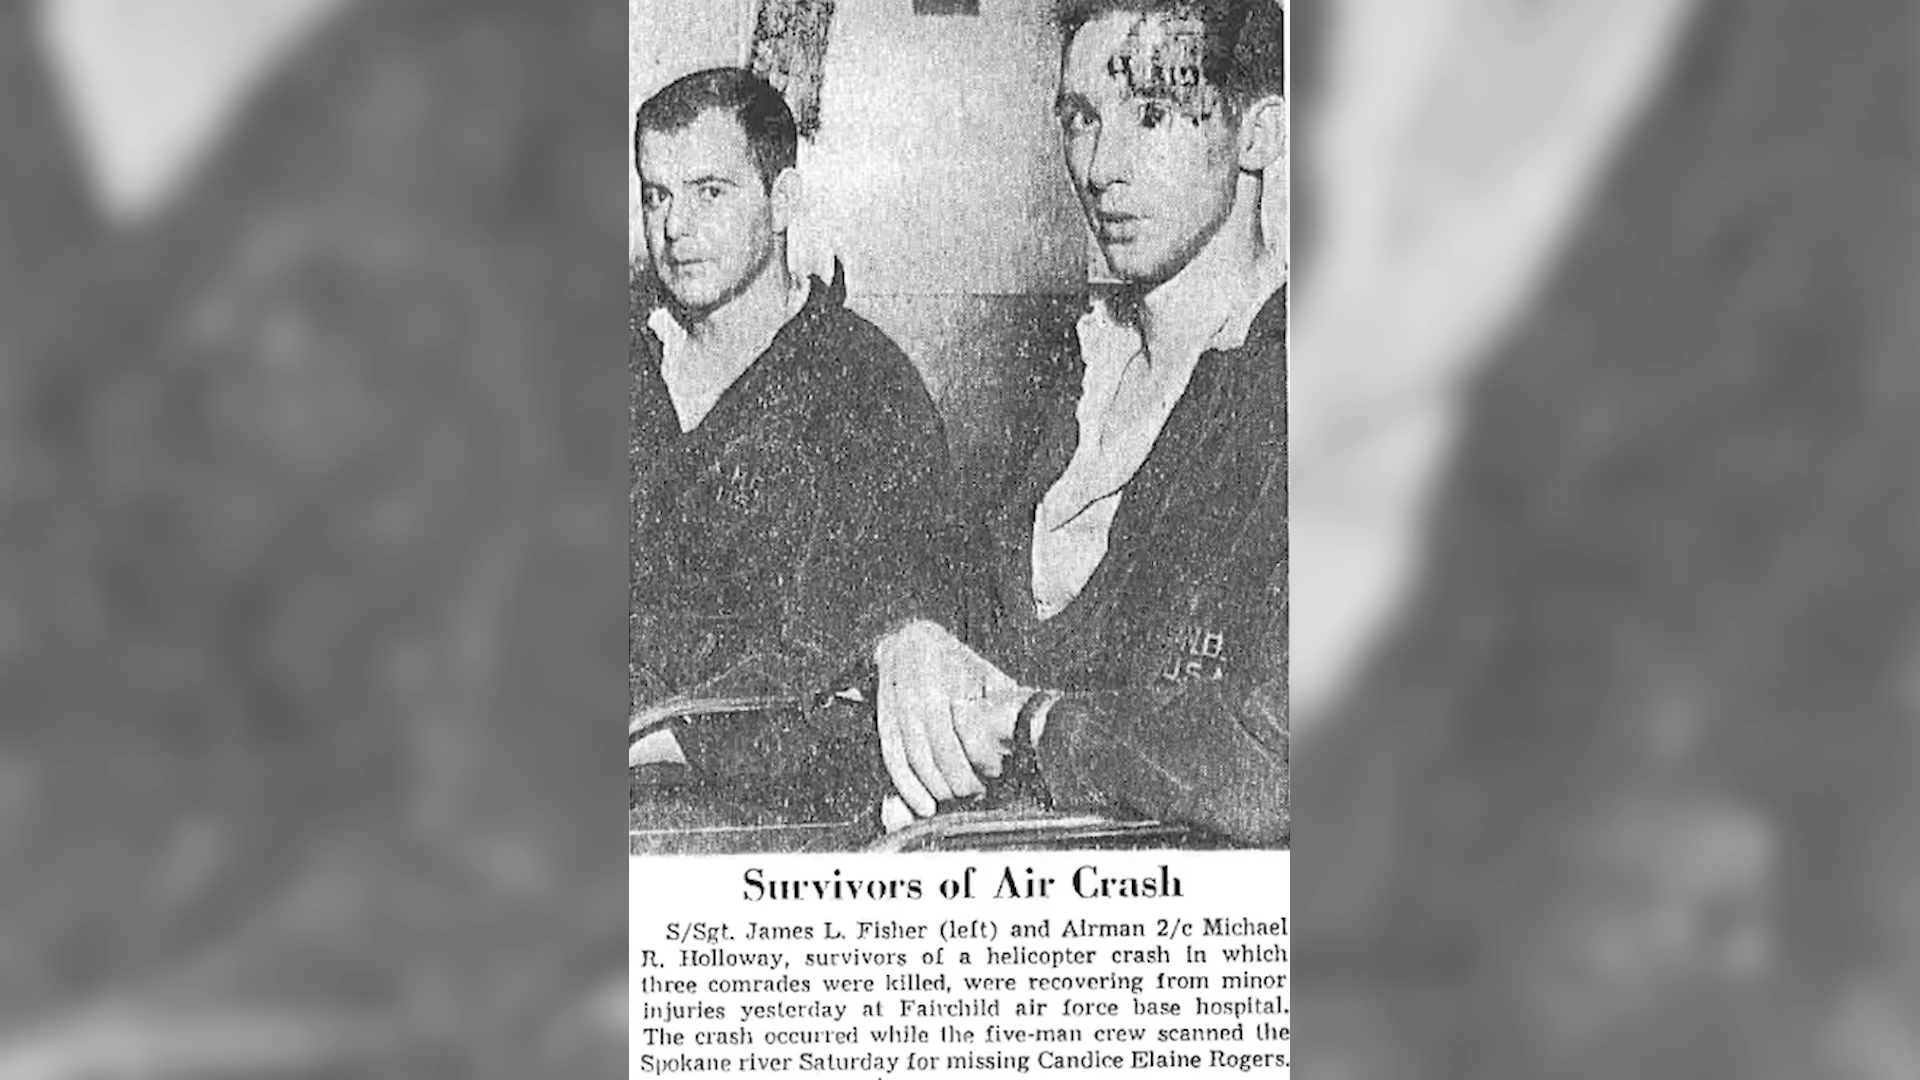 Survivors of Air Crash
S/Sgt. James L. Fisher (left) and Airman 2/c Michael
R. Holloway, survivors of a helicopter crash in which
three comrades were killed, were recovering from minor
injuries yesterday at Fairchild air force base hospital.
The crash occurred while the five-man crew scanned the
Spokane river Saturday for missing Candice Elaine Rogers.